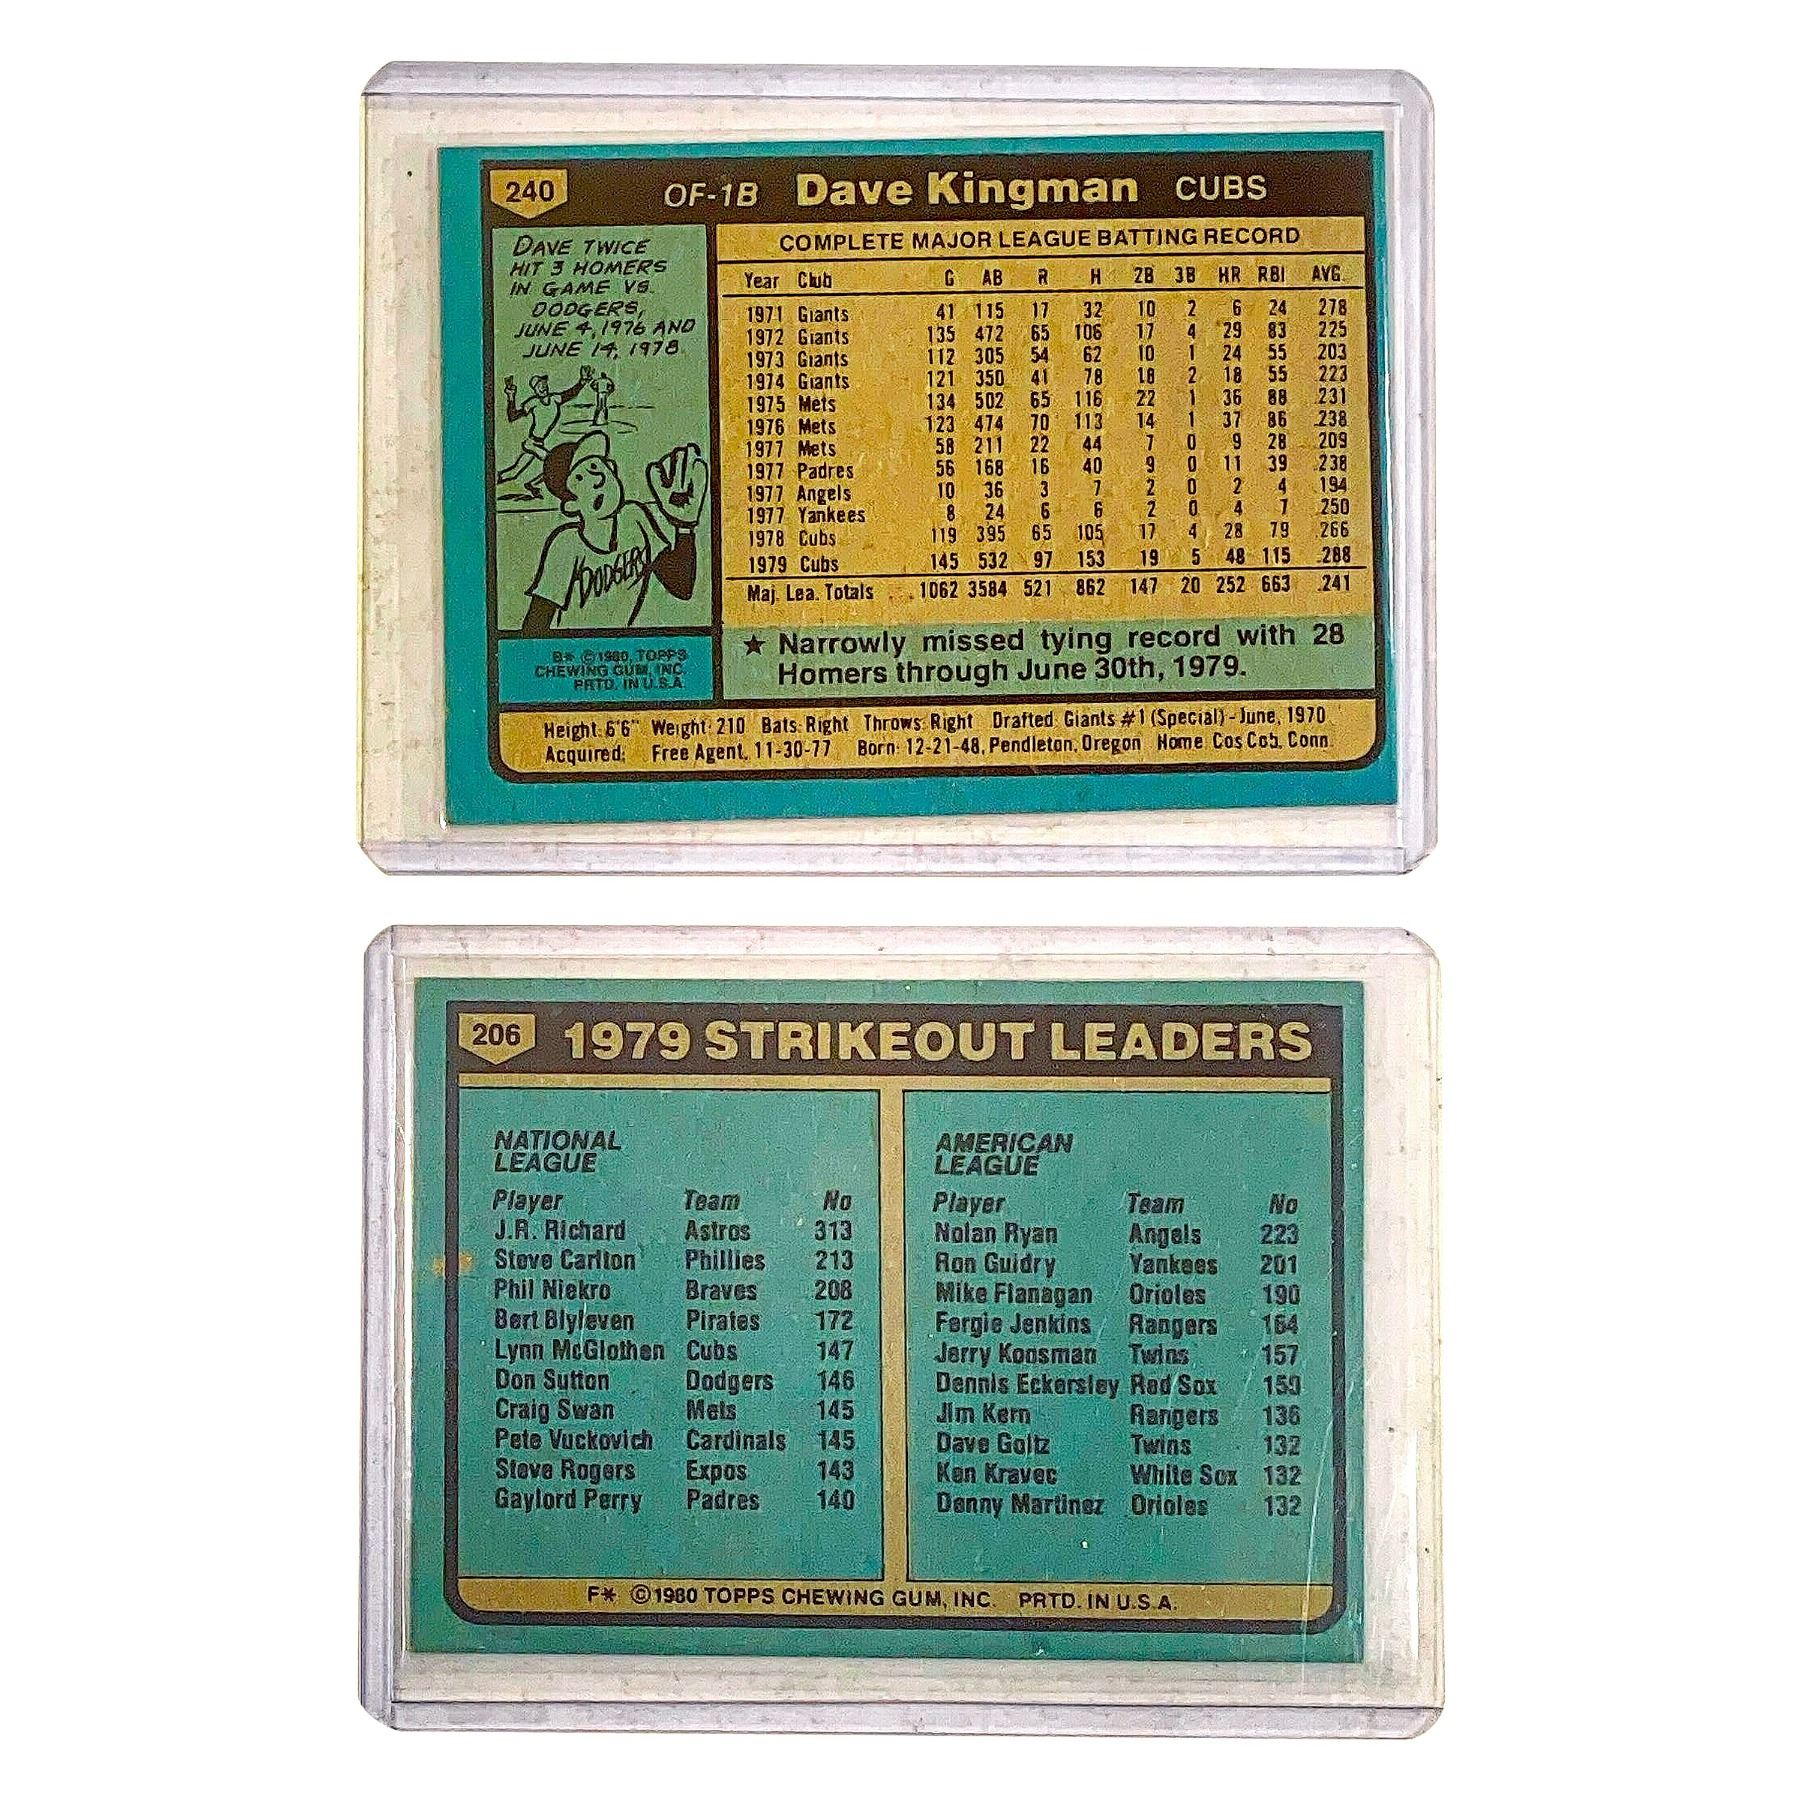 240 OF-1B Dave Kingman CUBS
DAVE TWICE
HIT 3 HOMERS
IN GAME VS.
DODGERS,
JUNE 4, 1976 AND
JUNE 14, 1978.
DODGERS
B* ©1980, TOPPS
CHEWING GUM, INC.
PRTD. IN U.S.A.
COMPLETE MAJOR LEAGUE BATTING RECORD
Year Club G AB R H 2B 3B HR RBI AVG.
1971 Giants 41 115 17 32 10 2 6 24 .278
1972 Giants 135 472 65 106 17 4 29 83 .225
1973 Giants 112 305 54 62 10 1 24 55 .203
1974 Giants 121 350 41 78 18 2 18 55 .223
1975 Mets 134 502 65 116 22 1 36 88 .231
1976 Mets 123 474 70 113 14 1 37 86 .238
1977 Mets 58 211 22 44 7 0 9 28 .209
1977 Padres 56 168 16 40 9 0 11 39 .238
1977 Angels 10 36 3 7 2 0 2 4 .194
1977 Yankees 8 24 6 6 2 0 4 7 .250
1978 Cubs 119 395 65 105 17 4 28 79 .266
1979 Cubs 145 532 97 153 19 5 48 115 .288
Maj. Lea. Totals . . . 1062 3584 521 862 147 20 252 663 .241
★ Narrowly missed tying record with 28
Homers through June 30th, 1979.
Height: 6'6" Weight: 210 Bats: Right Throws: Right Drafted: Giants #1 (Special) - June, 1970
Acquired: Free Agent, 11-30-77 Born: 12-21-48, Pendleton, Oregon Home: Cos Cob, Conn.
206 1979 STRIKEOUT LEADERS
NATIONAL
LEAGUE
Player Team No
J.R. Richard Astros 313
Steve Carlton Phillies 213
Phil Niekro Braves 208
Bert Blyleven Pirates 172
Lynn McGlothen Cubs 147
Don Sutton Dodgers 146
Craig Swan Mets 145
Pete Vuckovich Cardinals 145
Steve Rogers Expos 143
Gaylord Perry Padres 140
AMERICAN
LEAGUE
Player Team No
Nolan Ryan Angels 223
Ron Guidry Yankees 201
Mike Flanagan Orioles 190
Fergie Jenkins Rangers 164
Jerry Koosman Twins 157
Dennis Eckersley Red Sox 150
Jim Kern Rangers 136
Dave Goltz Twins 132
Ken Kravec White Sox 132
Denny Martinez Orioles 132
F* ©1980 TOPPS CHEWING GUM, INC. PRTD. IN U.S.A.